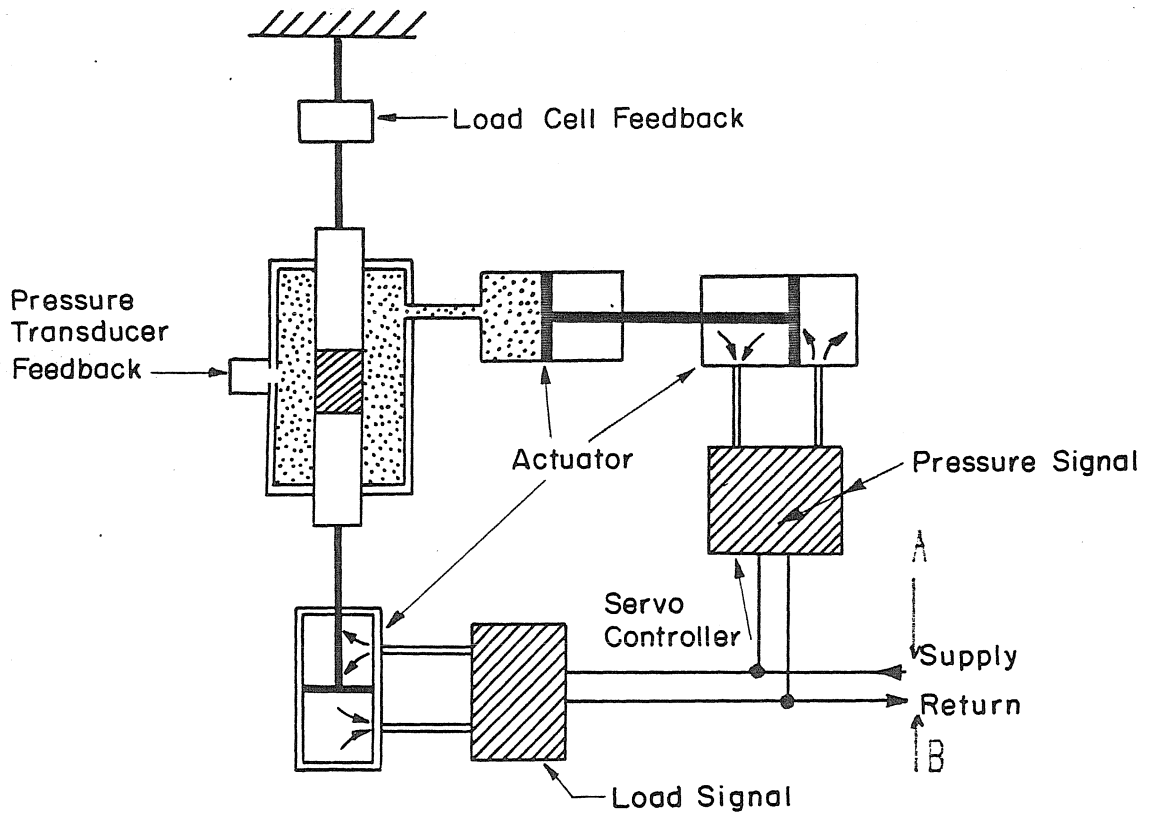 Load Cell Feedback
Pressure
Transducer
Feedback
Actuator
Pressure Signal
A
Servo
Controller
Supply
Return
B
Load Signal